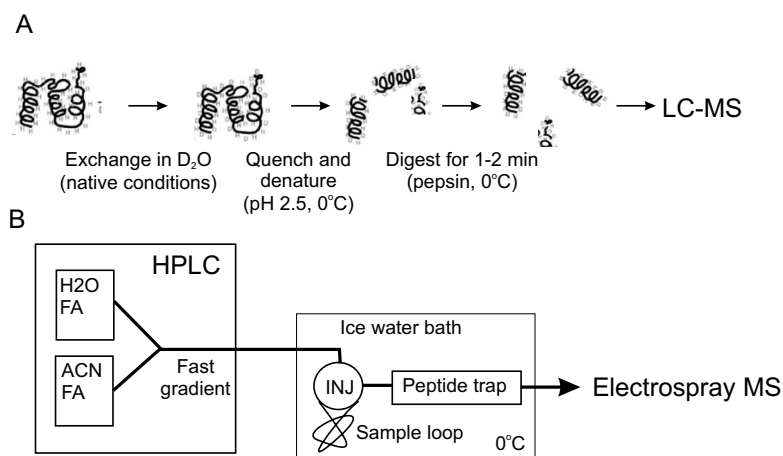 A
Exchange in D₂O
(native conditions)
Quench and
denature
(pH 2.5, 0°C)
Digest for 1-2 min
(pepsin, 0°C)
LC-MS
B
HPLC
H2O
FA
ACN
FA
Fast
gradient
Ice water bath
INJ
Peptide trap
Sample loop
0°C
Electrospray MS